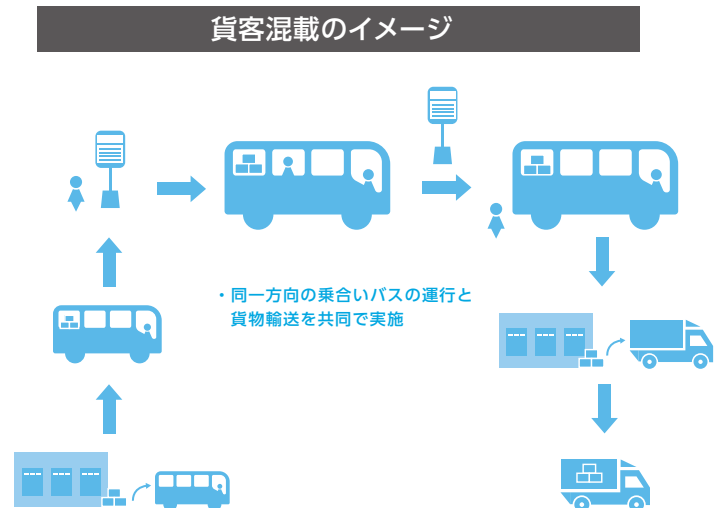 貨客混載のイメージ
・同一方向の乗合いバスの運行と
貨物輸送を共同で実施